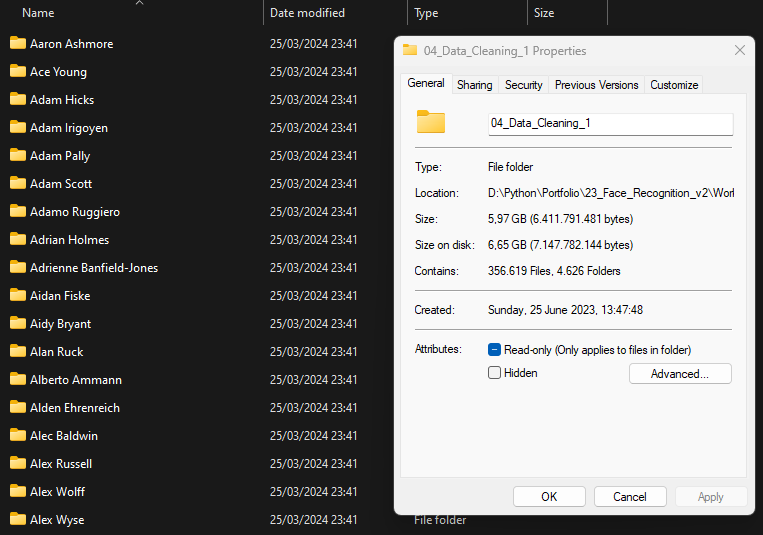 Name Date modified Type Size
Aaron Ashmore 25/03/2024 23:41
Ace Young 25/03/2024 23:41
Adam Hicks 25/03/2024 23:41
Adam Irigoyen 25/03/2024 23:41
Adam Pally 25/03/2024 23:41
Adam Scott 25/03/2024 23:41
Adamo Ruggiero 25/03/2024 23:41
Adrian Holmes 25/03/2024 23:41
Adrienne Banfield-Jones 25/03/2024 23:41
Aidan Fiske 25/03/2024 23:41
Aidy Bryant 25/03/2024 23:41
Alan Ruck 25/03/2024 23:41
Alberto Ammann 25/03/2024 23:41
Alden Ehrenreich 25/03/2024 23:41
Alec Baldwin 25/03/2024 23:41
Alex Russell 25/03/2024 23:41
Alex Wolff 25/03/2024 23:41
Alex Wyse 25/03/2024 23:41 File folder
04_Data_Cleaning_1 Properties
General Sharing Security Previous Versions Customize
04_Data_Cleaning_1
Type: File folder
Location: D:\Python\Portfolio\23_Face_Recognition_v2\Worl
Size: 5,97 GB (6.411.791.481 bytes)
Size on disk: 6,65 GB (7.147.782.144 bytes)
Contains: 356.619 Files, 4.626 Folders
Created: Sunday, 25 June 2023, 13:47:48
Attributes: Read-only (Only applies to files in folder)
Hidden Advanced...
OK Cancel Apply